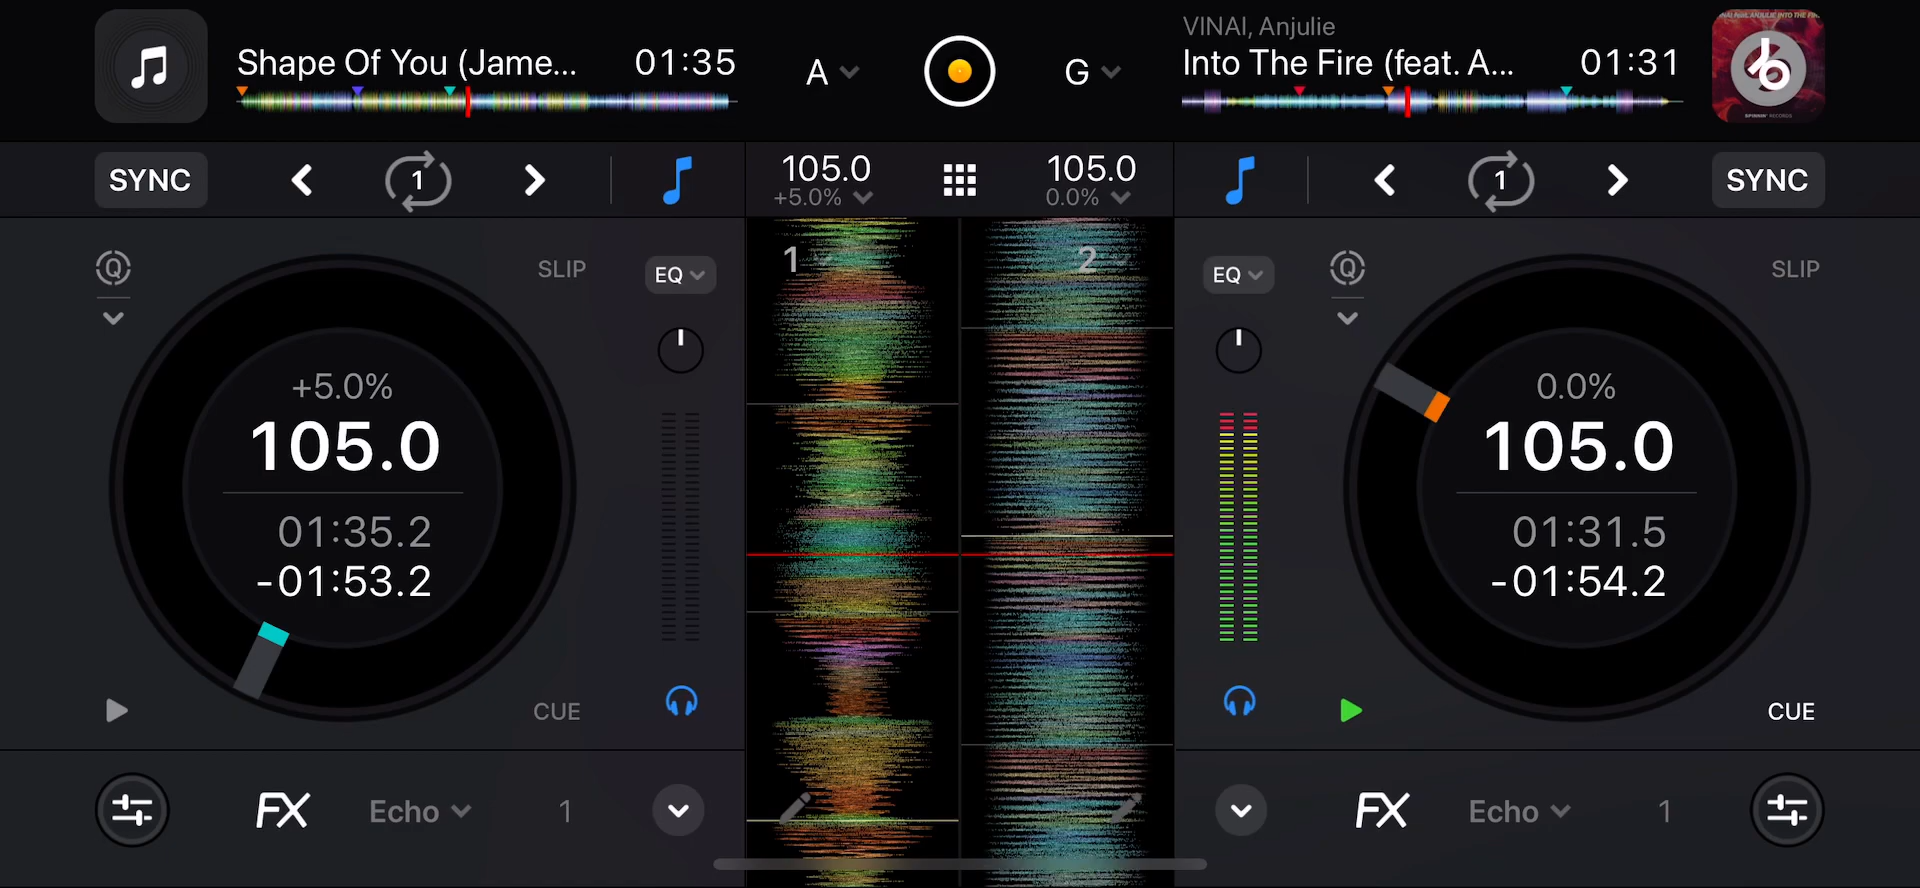 Shape Of You (Jame...
01:35
A
G
VINAI, Anjulie
Into The Fire (feat. A...
01:31
SPINNIN' RECORDS
SYNC
1
105.0
+5.0%
105.0
0.0%
1
SYNC
Q
SLIP
EQ
1
2
EQ
Q
SLIP
+5.0%
105.0
01:35.2
-01:53.2
0.0%
105.0
01:31.5
-01:54.2
CUE
CUE
FX
Echo
1
FX
Echo
1